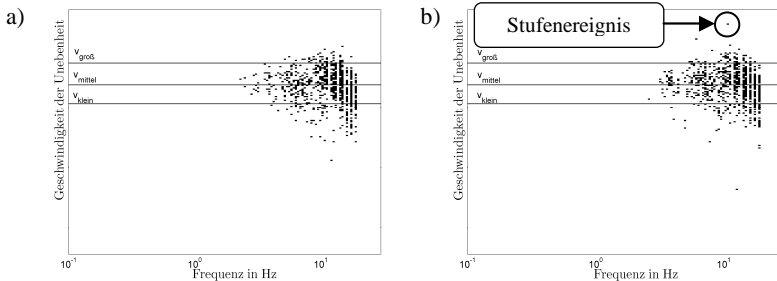 a)
Geschwindigkeit der Unebenheit
v_groß
v_mittel
v_klein
10^-1
10^0
10^1
Frequenz in Hz
b)
Stufenereignis
Geschwindigkeit der Unebenheit
v_groß
v_mittel
v_klein
10^-1
10^0
10^1
Frequenz in Hz